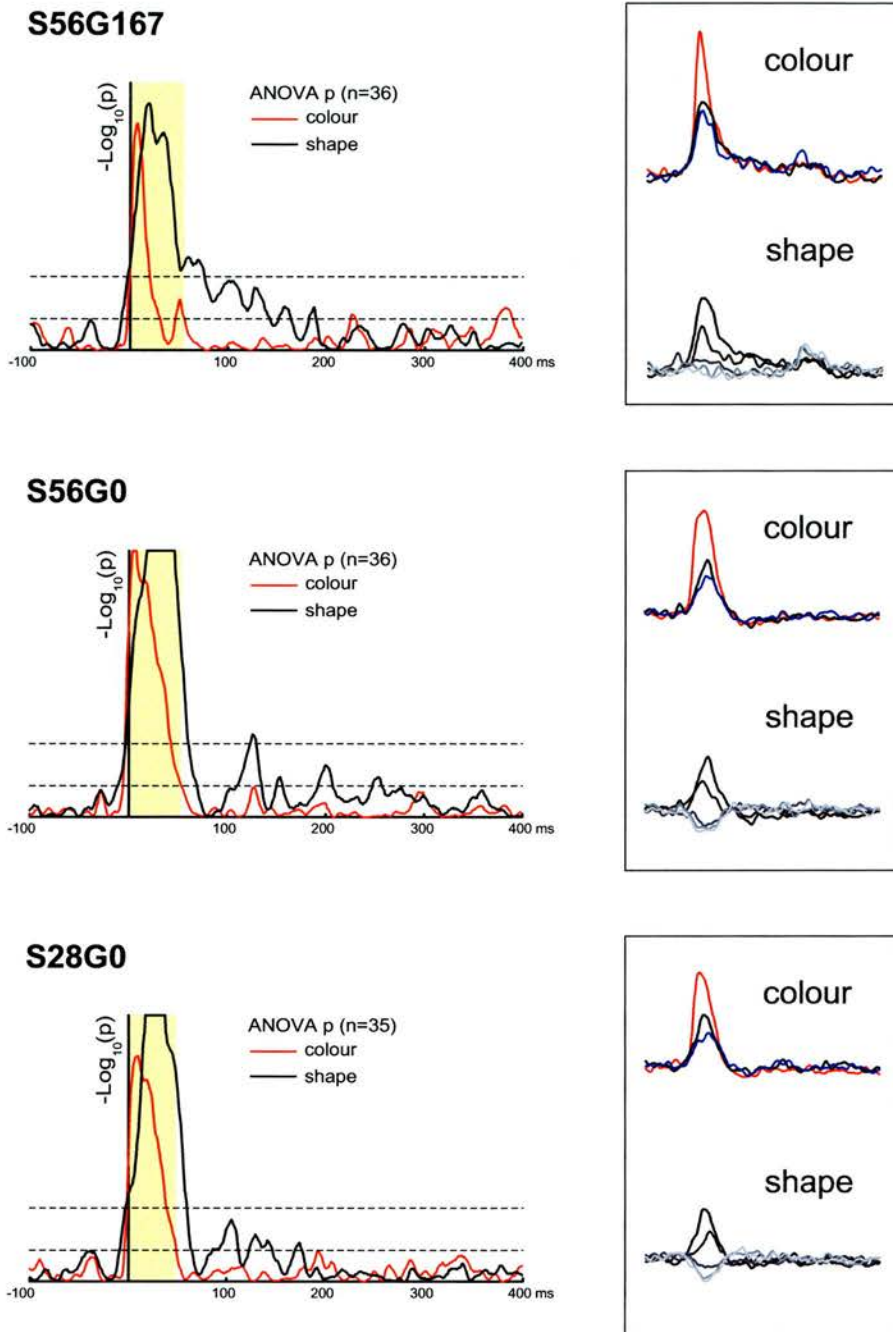 S56G167
-Log10(p)
ANOVA p (n=36)
colour
shape
-100
100
200
300
400 ms
colour
shape
S56G0
-Log10(p)
ANOVA p (n=36)
colour
shape
-100
100
200
300
400 ms
colour
shape
S28G0
-Log10(p)
ANOVA p (n=35)
colour
shape
-100
100
200
300
400 ms
colour
shape